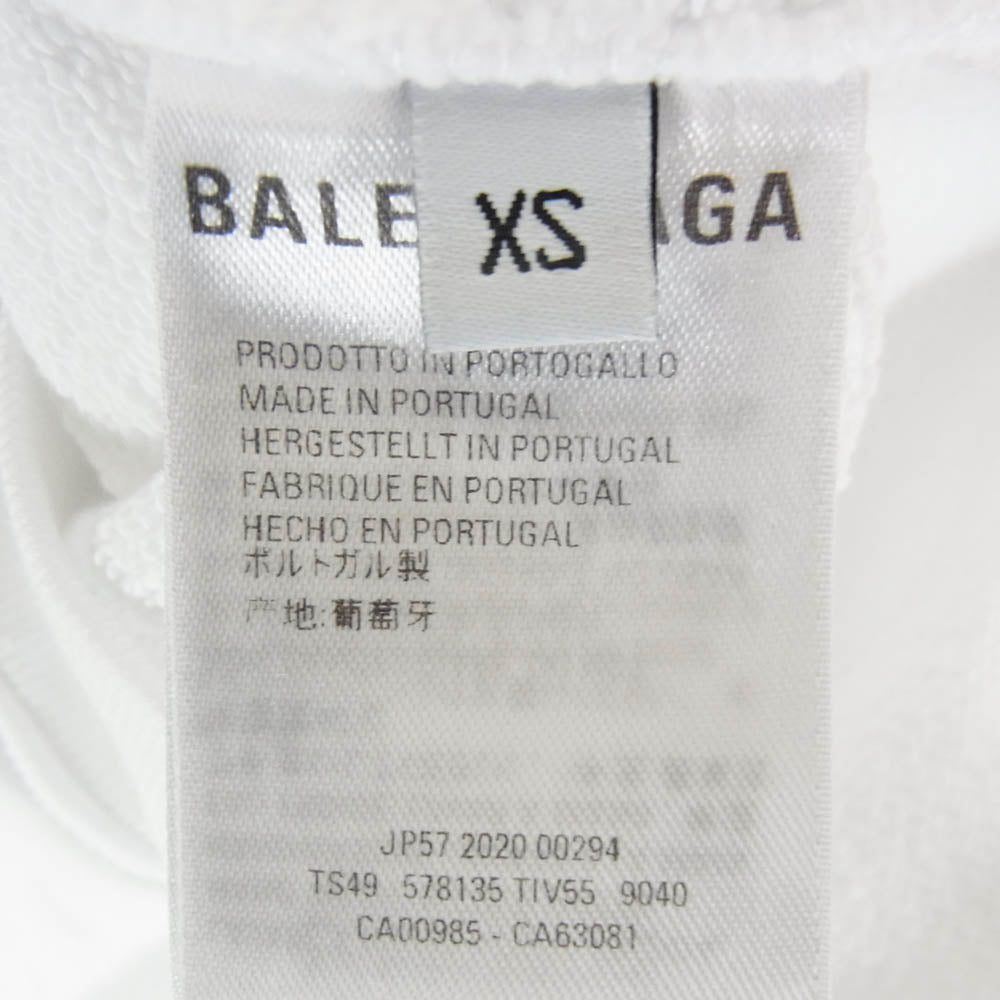 BALE AGA
XS
PRODOTTO IN PORTOGALLO
MADE IN PORTUGAL
HERGESTELLT IN PORTUGAL
FABRIQUE EN PORTUGAL
HECHO EN PORTUGAL
ポルトガル製
产地:葡萄牙
JP57 2020 00294
TS49 578135 TIV55 9040
CA00985 - CA63081